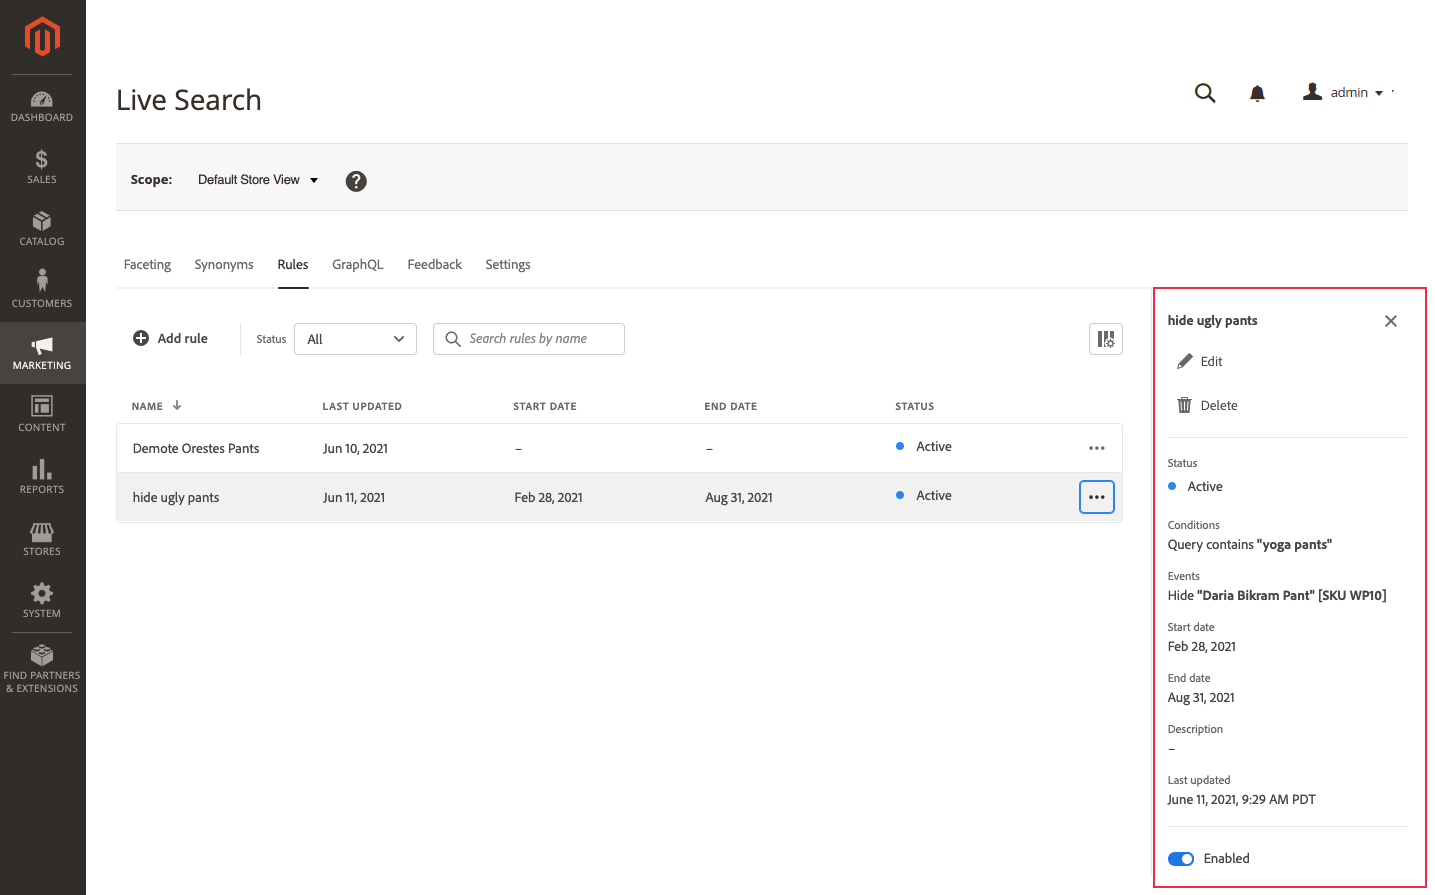 DASHBOARD
SALES
CATALOG
CUSTOMERS
MARKETING
CONTENT
REPORTS
STORES
SYSTEM
FIND PARTNERS
& EXTENSIONS
Live Search
admin
Scope: Default Store View ?
Faceting Synonyms Rules GraphQL Feedback Settings
Add rule Status All Search rules by name
NAME LAST UPDATED START DATE END DATE STATUS
Demote Orestes Pants Jun 10, 2021 – – Active
hide ugly pants Jun 11, 2021 Feb 28, 2021 Aug 31, 2021 Active
hide ugly pants
Edit
Delete
Status
Active
Conditions
Query contains "yoga pants"
Events
Hide "Daria Bikram Pant" [SKU WP10]
Start date
Feb 28, 2021
End date
Aug 31, 2021
Description
–
Last updated
June 11, 2021, 9:29 AM PDT
Enabled